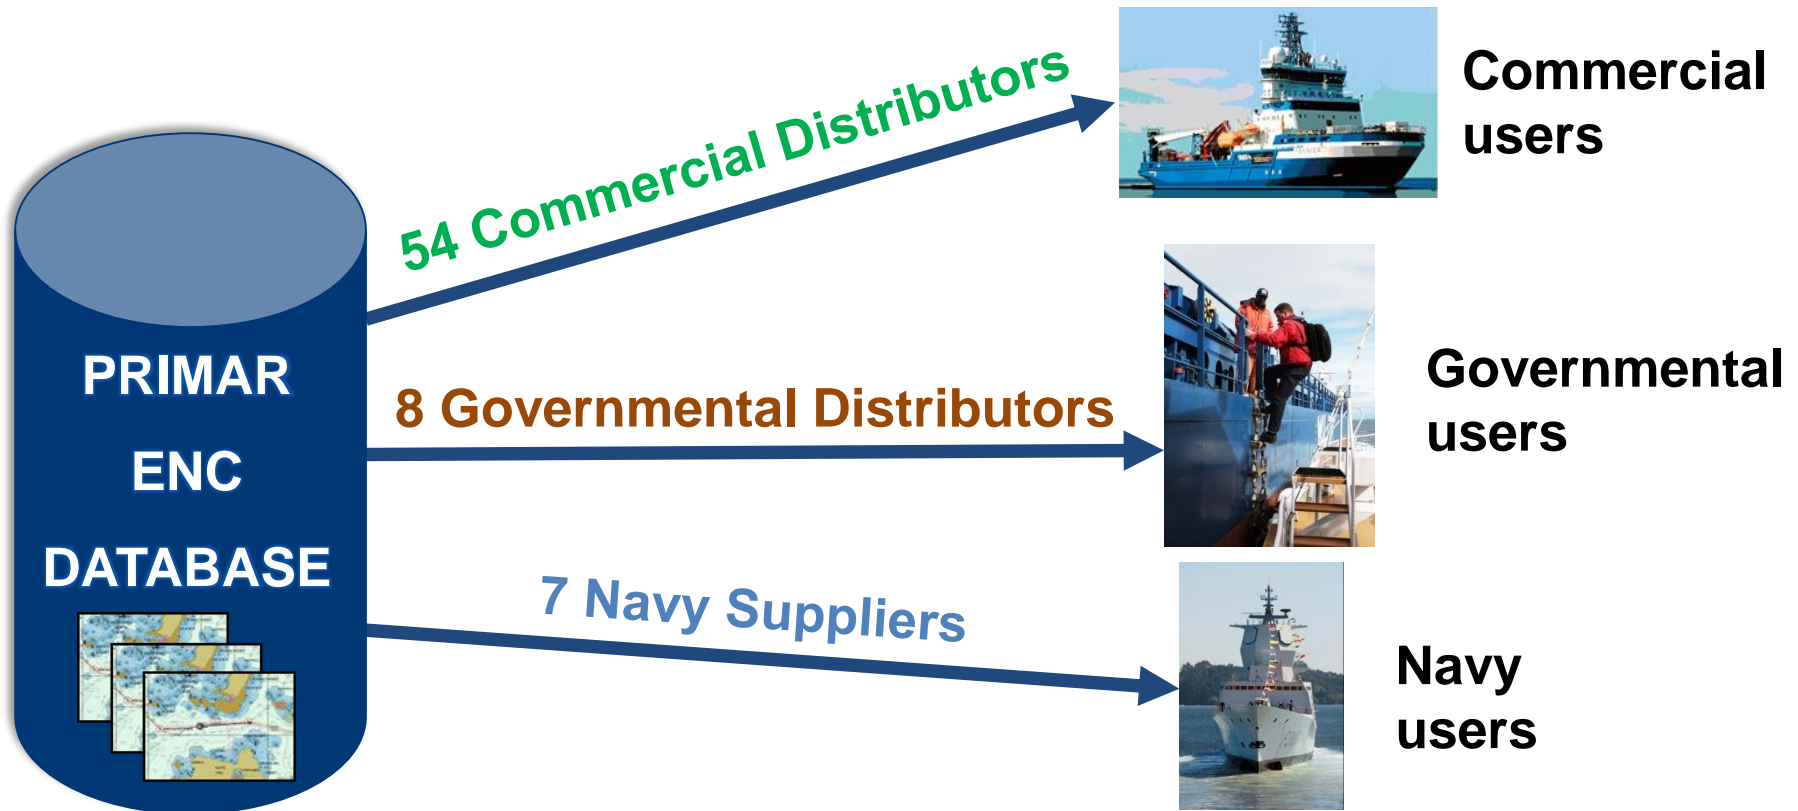 54 Commercial Distributors
Commercial
users
PRIMAR
ENC
DATABASE
8 Governmental Distributors
Governmental
users
7 Navy Suppliers
Navy
users